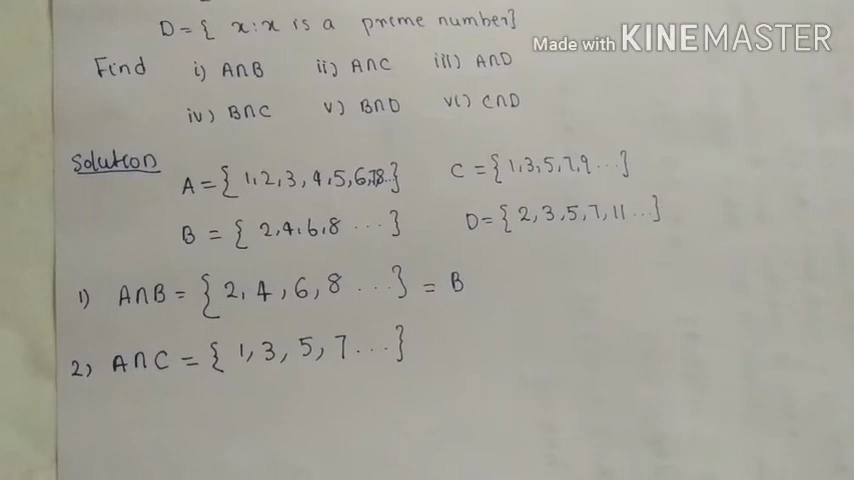 D = { x : x is a preme number}
Made with KINEMASTER
Find i) A∩B ii) A∩C iii) A∩D
iv) B∩C v) B∩D vi) C∩D
Solution
A = { 1, 2, 3, 4, 5, 6, 7, 8... } C = { 1, 3, 5, 7, 9 ... }
B = { 2, 4, 6, 8 ... } D = { 2, 3, 5, 7, 11 ... }
1) A∩B = { 2, 4, 6, 8 ... } = B
2) A∩C = { 1, 3, 5, 7 ... }